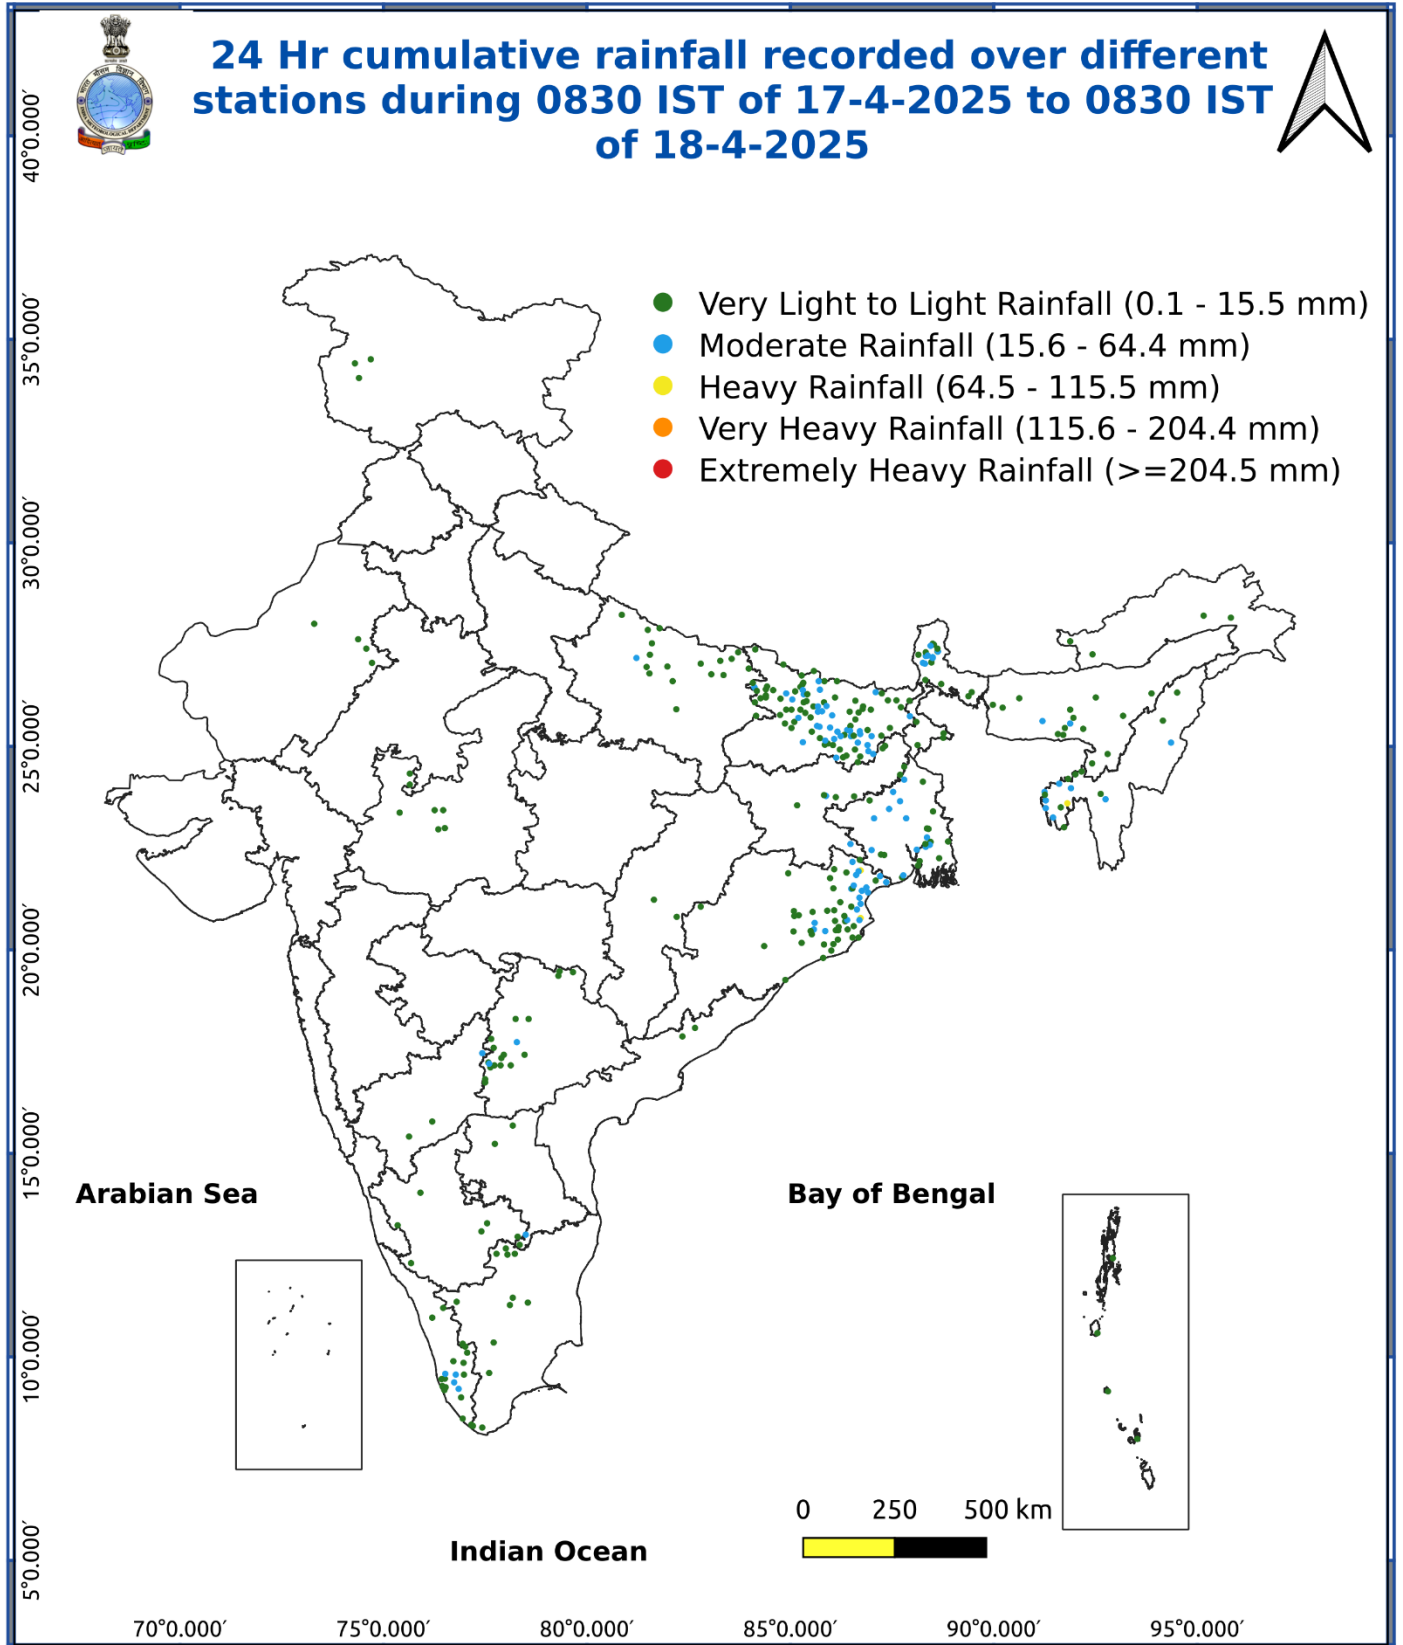 24 Hr cumulative rainfall recorded over different
stations during 0830 IST of 17-4-2025 to 0830 IST
of 18-4-2025
Very Light to Light Rainfall (0.1 - 15.5 mm)
Moderate Rainfall (15.6 - 64.4 mm)
Heavy Rainfall (64.5 - 115.5 mm)
Very Heavy Rainfall (115.6 - 204.4 mm)
Extremely Heavy Rainfall (>=204.5 mm)
40°0.000′
35°0.000′
30°0.000′
25°0.000′
20°0.000′
15°0.000′
10°0.000′
5°0.000′
Arabian Sea
Bay of Bengal
Indian Ocean
0 250 500 km
70°0.000′ 75°0.000′ 80°0.000′ 85°0.000′ 90°0.000′ 95°0.000′